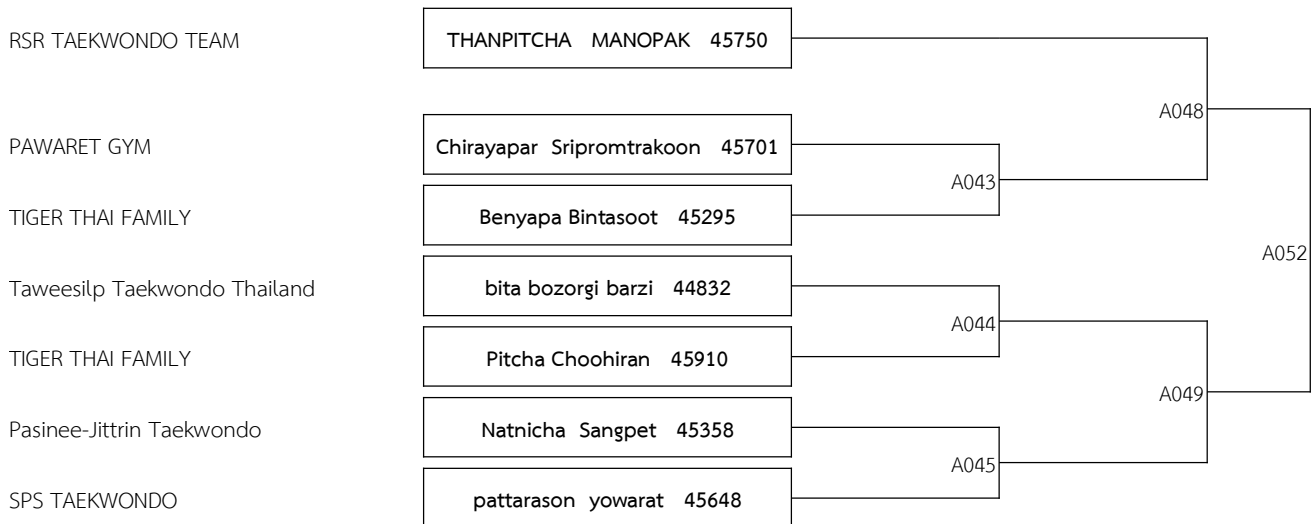 RSR TAEKWONDO TEAM THANPITCHA MANOPAK 45750
A048
PAWARET GYM Chirayapar Sripromtrakoon 45701
A043
TIGER THAI FAMILY Benyapa Bintasoot 45295
A052
Taweesilp Taekwondo Thailand bita bozorgi barzi 44832
A044
TIGER THAI FAMILY Pitcha Choohiran 45910
A049
Pasinee-Jittrin Taekwondo Natnicha Sangpet 45358
A045
SPS TAEKWONDO pattarason yowarat 45648